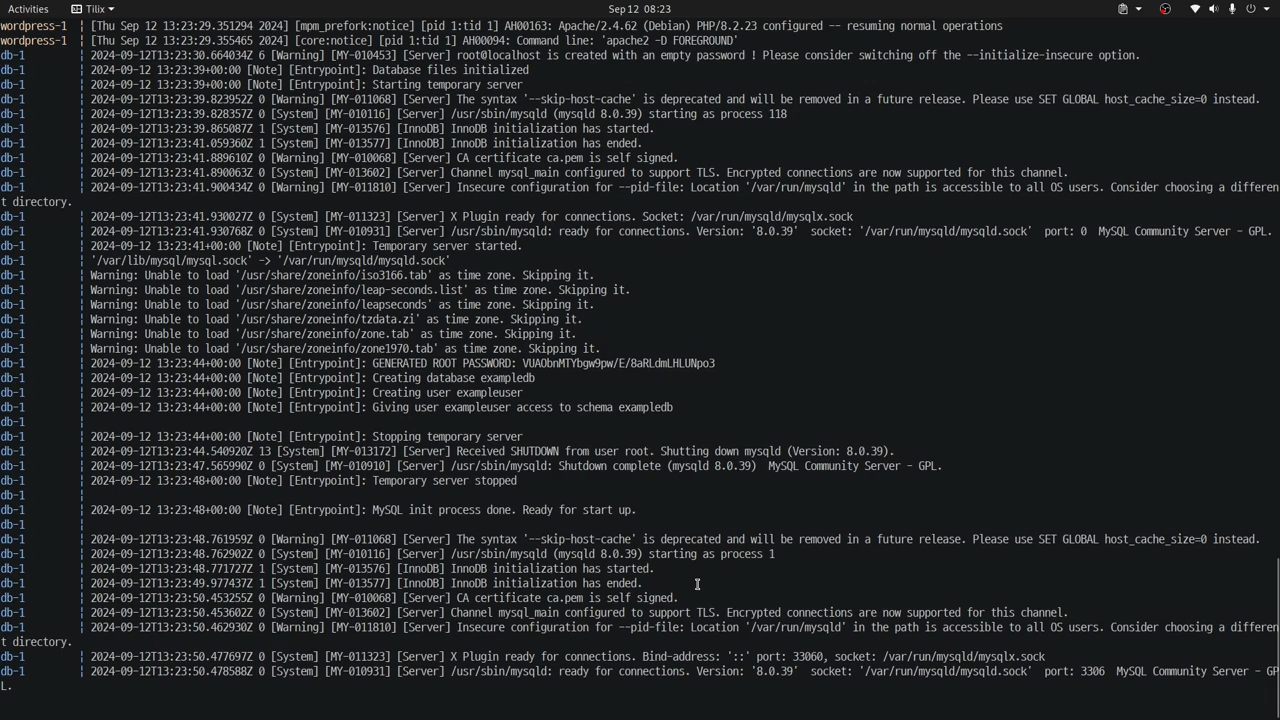 Activities Tilix Sep 12 08:23
wordpress-1 | [Thu Sep 12 13:23:29.351294 2024] [mpm_prefork:notice] [pid 1:tid 1] AH00163: Apache/2.4.62 (Debian) PHP/8.2.23 configured -- resuming normal operations
wordpress-1 | [Thu Sep 12 13:23:29.355465 2024] [core:notice] [pid 1:tid 1] AH00094: Command line: 'apache2 -D FOREGROUND'
db-1 | 2024-09-12T13:23:30.664034Z 6 [Warning] [MY-010453] [Server] root@localhost is created with an empty password ! Please consider switching off the --initialize-insecure option.
db-1 | 2024-09-12 13:23:39+00:00 [Note] [Entrypoint]: Database files initialized
db-1 | 2024-09-12 13:23:39+00:00 [Note] [Entrypoint]: Starting temporary server
db-1 | 2024-09-12T13:23:39.823952Z 0 [Warning] [MY-011068] [Server] The syntax '--skip-host-cache' is deprecated and will be removed in a future release. Please use SET GLOBAL host_cache_size=0 instead.
db-1 | 2024-09-12T13:23:39.828357Z 0 [System] [MY-010116] [Server] /usr/sbin/mysqld (mysqld 8.0.39) starting as process 118
db-1 | 2024-09-12T13:23:39.865087Z 1 [System] [MY-013576] [InnoDB] InnoDB initialization has started.
db-1 | 2024-09-12T13:23:41.059360Z 1 [System] [MY-013577] [InnoDB] InnoDB initialization has ended.
db-1 | 2024-09-12T13:23:41.889610Z 0 [Warning] [MY-010068] [Server] CA certificate ca.pem is self signed.
db-1 | 2024-09-12T13:23:41.890063Z 0 [System] [MY-013602] [Server] Channel mysql_main configured to support TLS. Encrypted connections are now supported for this channel.
db-1 | 2024-09-12T13:23:41.900434Z 0 [Warning] [MY-011810] [Server] Insecure configuration for --pid-file: Location '/var/run/mysqld' in the path is accessible to all OS users. Consider choosing a differen
t directory.
db-1 | 2024-09-12T13:23:41.930027Z 0 [System] [MY-011323] [Server] X Plugin ready for connections. Socket: /var/run/mysqld/mysqlx.sock
db-1 | 2024-09-12T13:23:41.930768Z 0 [System] [MY-010931] [Server] /usr/sbin/mysqld: ready for connections. Version: '8.0.39'  socket: '/var/run/mysqld/mysqld.sock'  port: 0  MySQL Community Server - GPL.
db-1 | 2024-09-12 13:23:41+00:00 [Note] [Entrypoint]: Temporary server started.
db-1 | '/var/lib/mysql/mysql.sock' -> '/var/run/mysqld/mysqld.sock'
db-1 | Warning: Unable to load '/usr/share/zoneinfo/iso3166.tab' as time zone. Skipping it.
db-1 | Warning: Unable to load '/usr/share/zoneinfo/leap-seconds.list' as time zone. Skipping it.
db-1 | Warning: Unable to load '/usr/share/zoneinfo/leapseconds' as time zone. Skipping it.
db-1 | Warning: Unable to load '/usr/share/zoneinfo/tzdata.zi' as time zone. Skipping it.
db-1 | Warning: Unable to load '/usr/share/zoneinfo/zone.tab' as time zone. Skipping it.
db-1 | Warning: Unable to load '/usr/share/zoneinfo/zone1970.tab' as time zone. Skipping it.
db-1 | 2024-09-12 13:23:44+00:00 [Note] [Entrypoint]: GENERATED ROOT PASSWORD: VUAObnMTYbgw9pw/E/8aRLdmLHLUNpo3
db-1 | 2024-09-12 13:23:44+00:00 [Note] [Entrypoint]: Creating database exampledb
db-1 | 2024-09-12 13:23:44+00:00 [Note] [Entrypoint]: Creating user exampleuser
db-1 | 2024-09-12 13:23:44+00:00 [Note] [Entrypoint]: Giving user exampleuser access to schema exampledb
db-1 |
db-1 | 2024-09-12 13:23:44+00:00 [Note] [Entrypoint]: Stopping temporary server
db-1 | 2024-09-12T13:23:44.540920Z 13 [System] [MY-013172] [Server] Received SHUTDOWN from user root. Shutting down mysqld (Version: 8.0.39).
db-1 | 2024-09-12T13:23:47.565990Z 0 [System] [MY-010910] [Server] /usr/sbin/mysqld: Shutdown complete (mysqld 8.0.39)  MySQL Community Server - GPL.
db-1 | 2024-09-12 13:23:48+00:00 [Note] [Entrypoint]: Temporary server stopped
db-1 |
db-1 | 2024-09-12 13:23:48+00:00 [Note] [Entrypoint]: MySQL init process done. Ready for start up.
db-1 |
db-1 | 2024-09-12T13:23:48.761959Z 0 [Warning] [MY-011068] [Server] The syntax '--skip-host-cache' is deprecated and will be removed in a future release. Please use SET GLOBAL host_cache_size=0 instead.
db-1 | 2024-09-12T13:23:48.762902Z 0 [System] [MY-010116] [Server] /usr/sbin/mysqld (mysqld 8.0.39) starting as process 1
db-1 | 2024-09-12T13:23:48.771727Z 1 [System] [MY-013576] [InnoDB] InnoDB initialization has started.
db-1 | 2024-09-12T13:23:49.977437Z 1 [System] [MY-013577] [InnoDB] InnoDB initialization has ended.
db-1 | 2024-09-12T13:23:50.453255Z 0 [Warning] [MY-010068] [Server] CA certificate ca.pem is self signed.
db-1 | 2024-09-12T13:23:50.453602Z 0 [System] [MY-013602] [Server] Channel mysql_main configured to support TLS. Encrypted connections are now supported for this channel.
db-1 | 2024-09-12T13:23:50.462930Z 0 [Warning] [MY-011810] [Server] Insecure configuration for --pid-file: Location '/var/run/mysqld' in the path is accessible to all OS users. Consider choosing a differen
t directory.
db-1 | 2024-09-12T13:23:50.477697Z 0 [System] [MY-011323] [Server] X Plugin ready for connections. Bind-address: '::' port: 33060, socket: /var/run/mysqld/mysqlx.sock
db-1 | 2024-09-12T13:23:50.478588Z 0 [System] [MY-010931] [Server] /usr/sbin/mysqld: ready for connections. Version: '8.0.39'  socket: '/var/run/mysqld/mysqld.sock'  port: 3306  MySQL Community Server - GP
L.